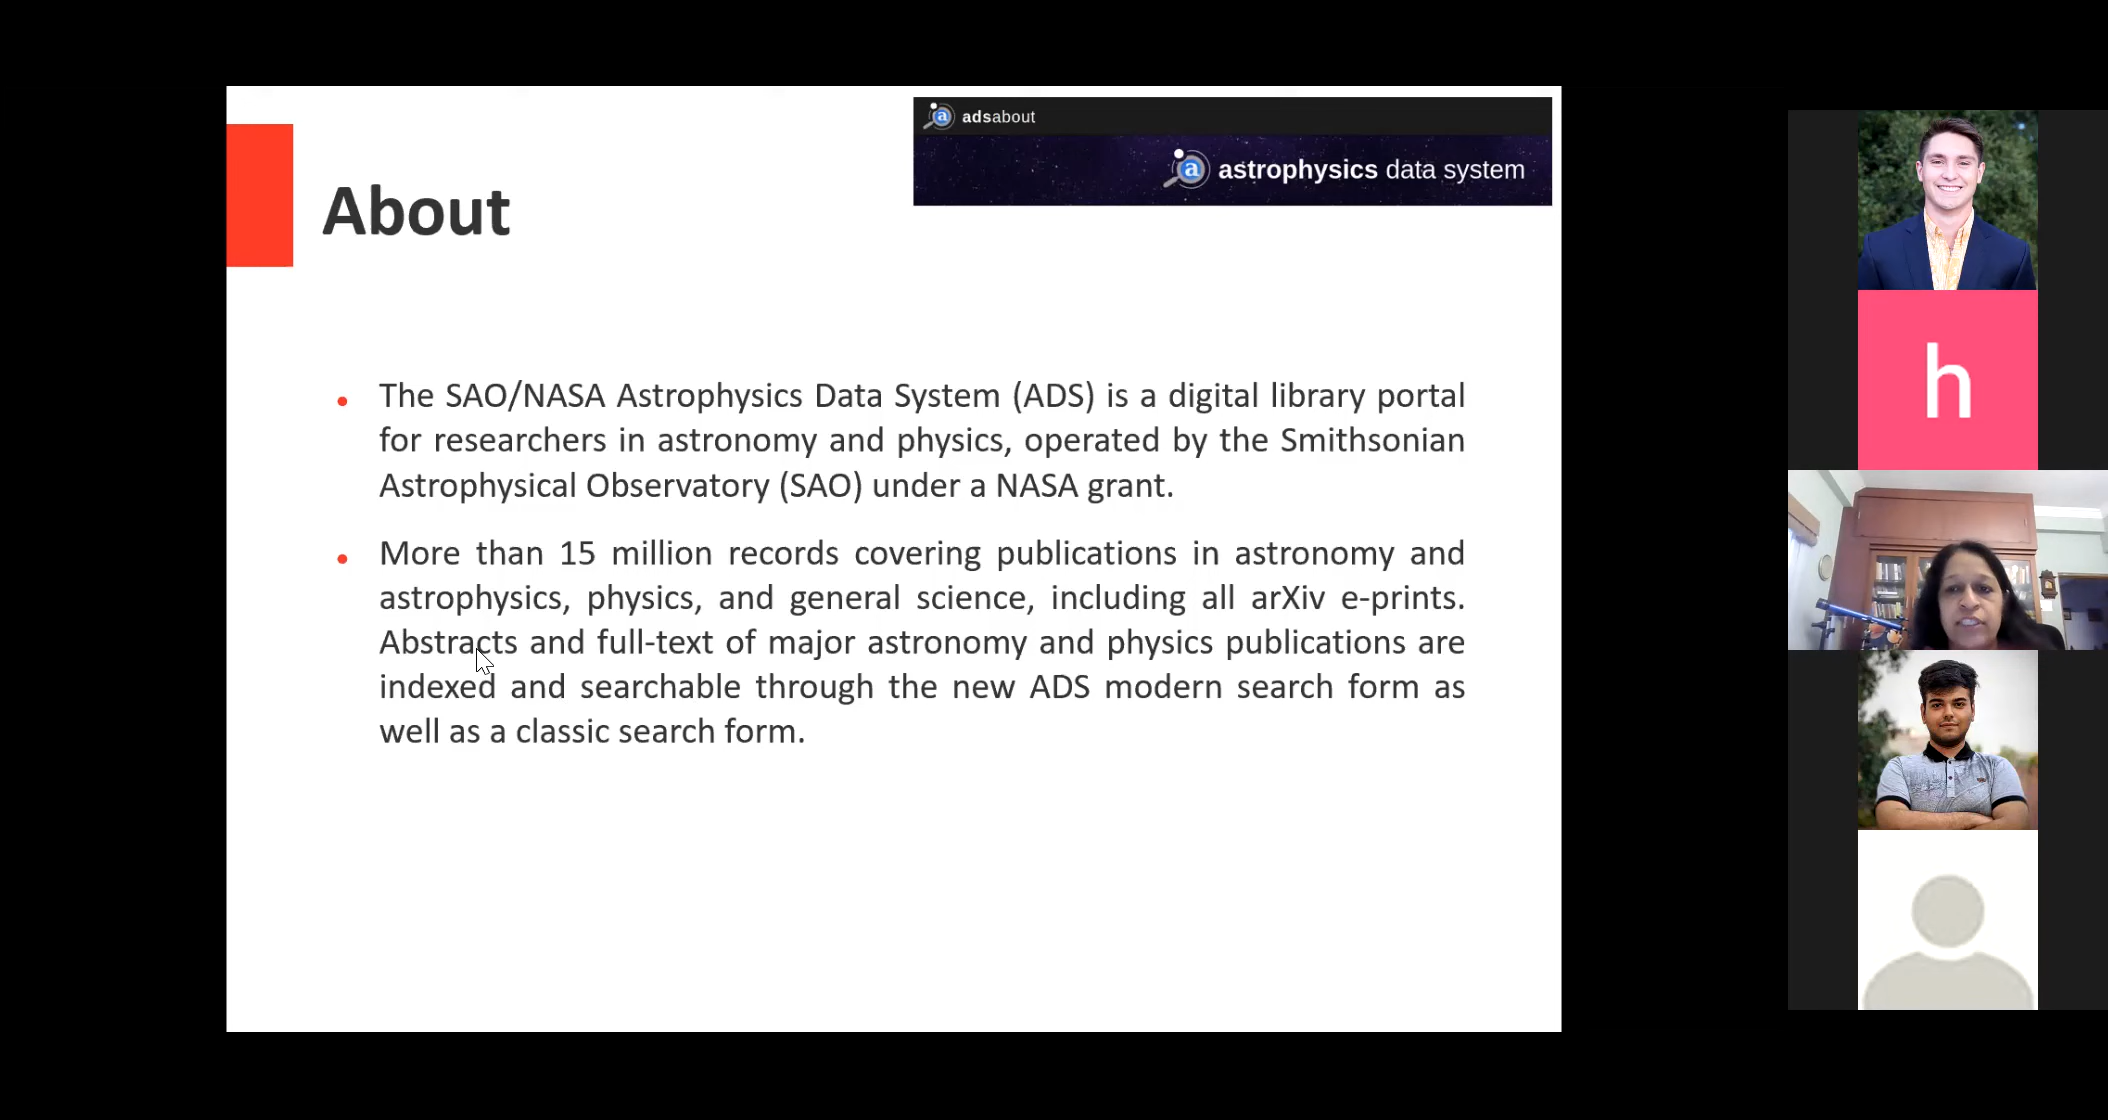 adsabout
astrophysics data system
About
The SAO/NASA Astrophysics Data System (ADS) is a digital library portal
for researchers in astronomy and physics, operated by the Smithsonian
Astrophysical Observatory (SAO) under a NASA grant.
More than 15 million records covering publications in astronomy and
astrophysics, physics, and general science, including all arXiv e-prints.
Abstracts and full-text of major astronomy and physics publications are
indexed and searchable through the new ADS modern search form as
well as a classic search form.
h